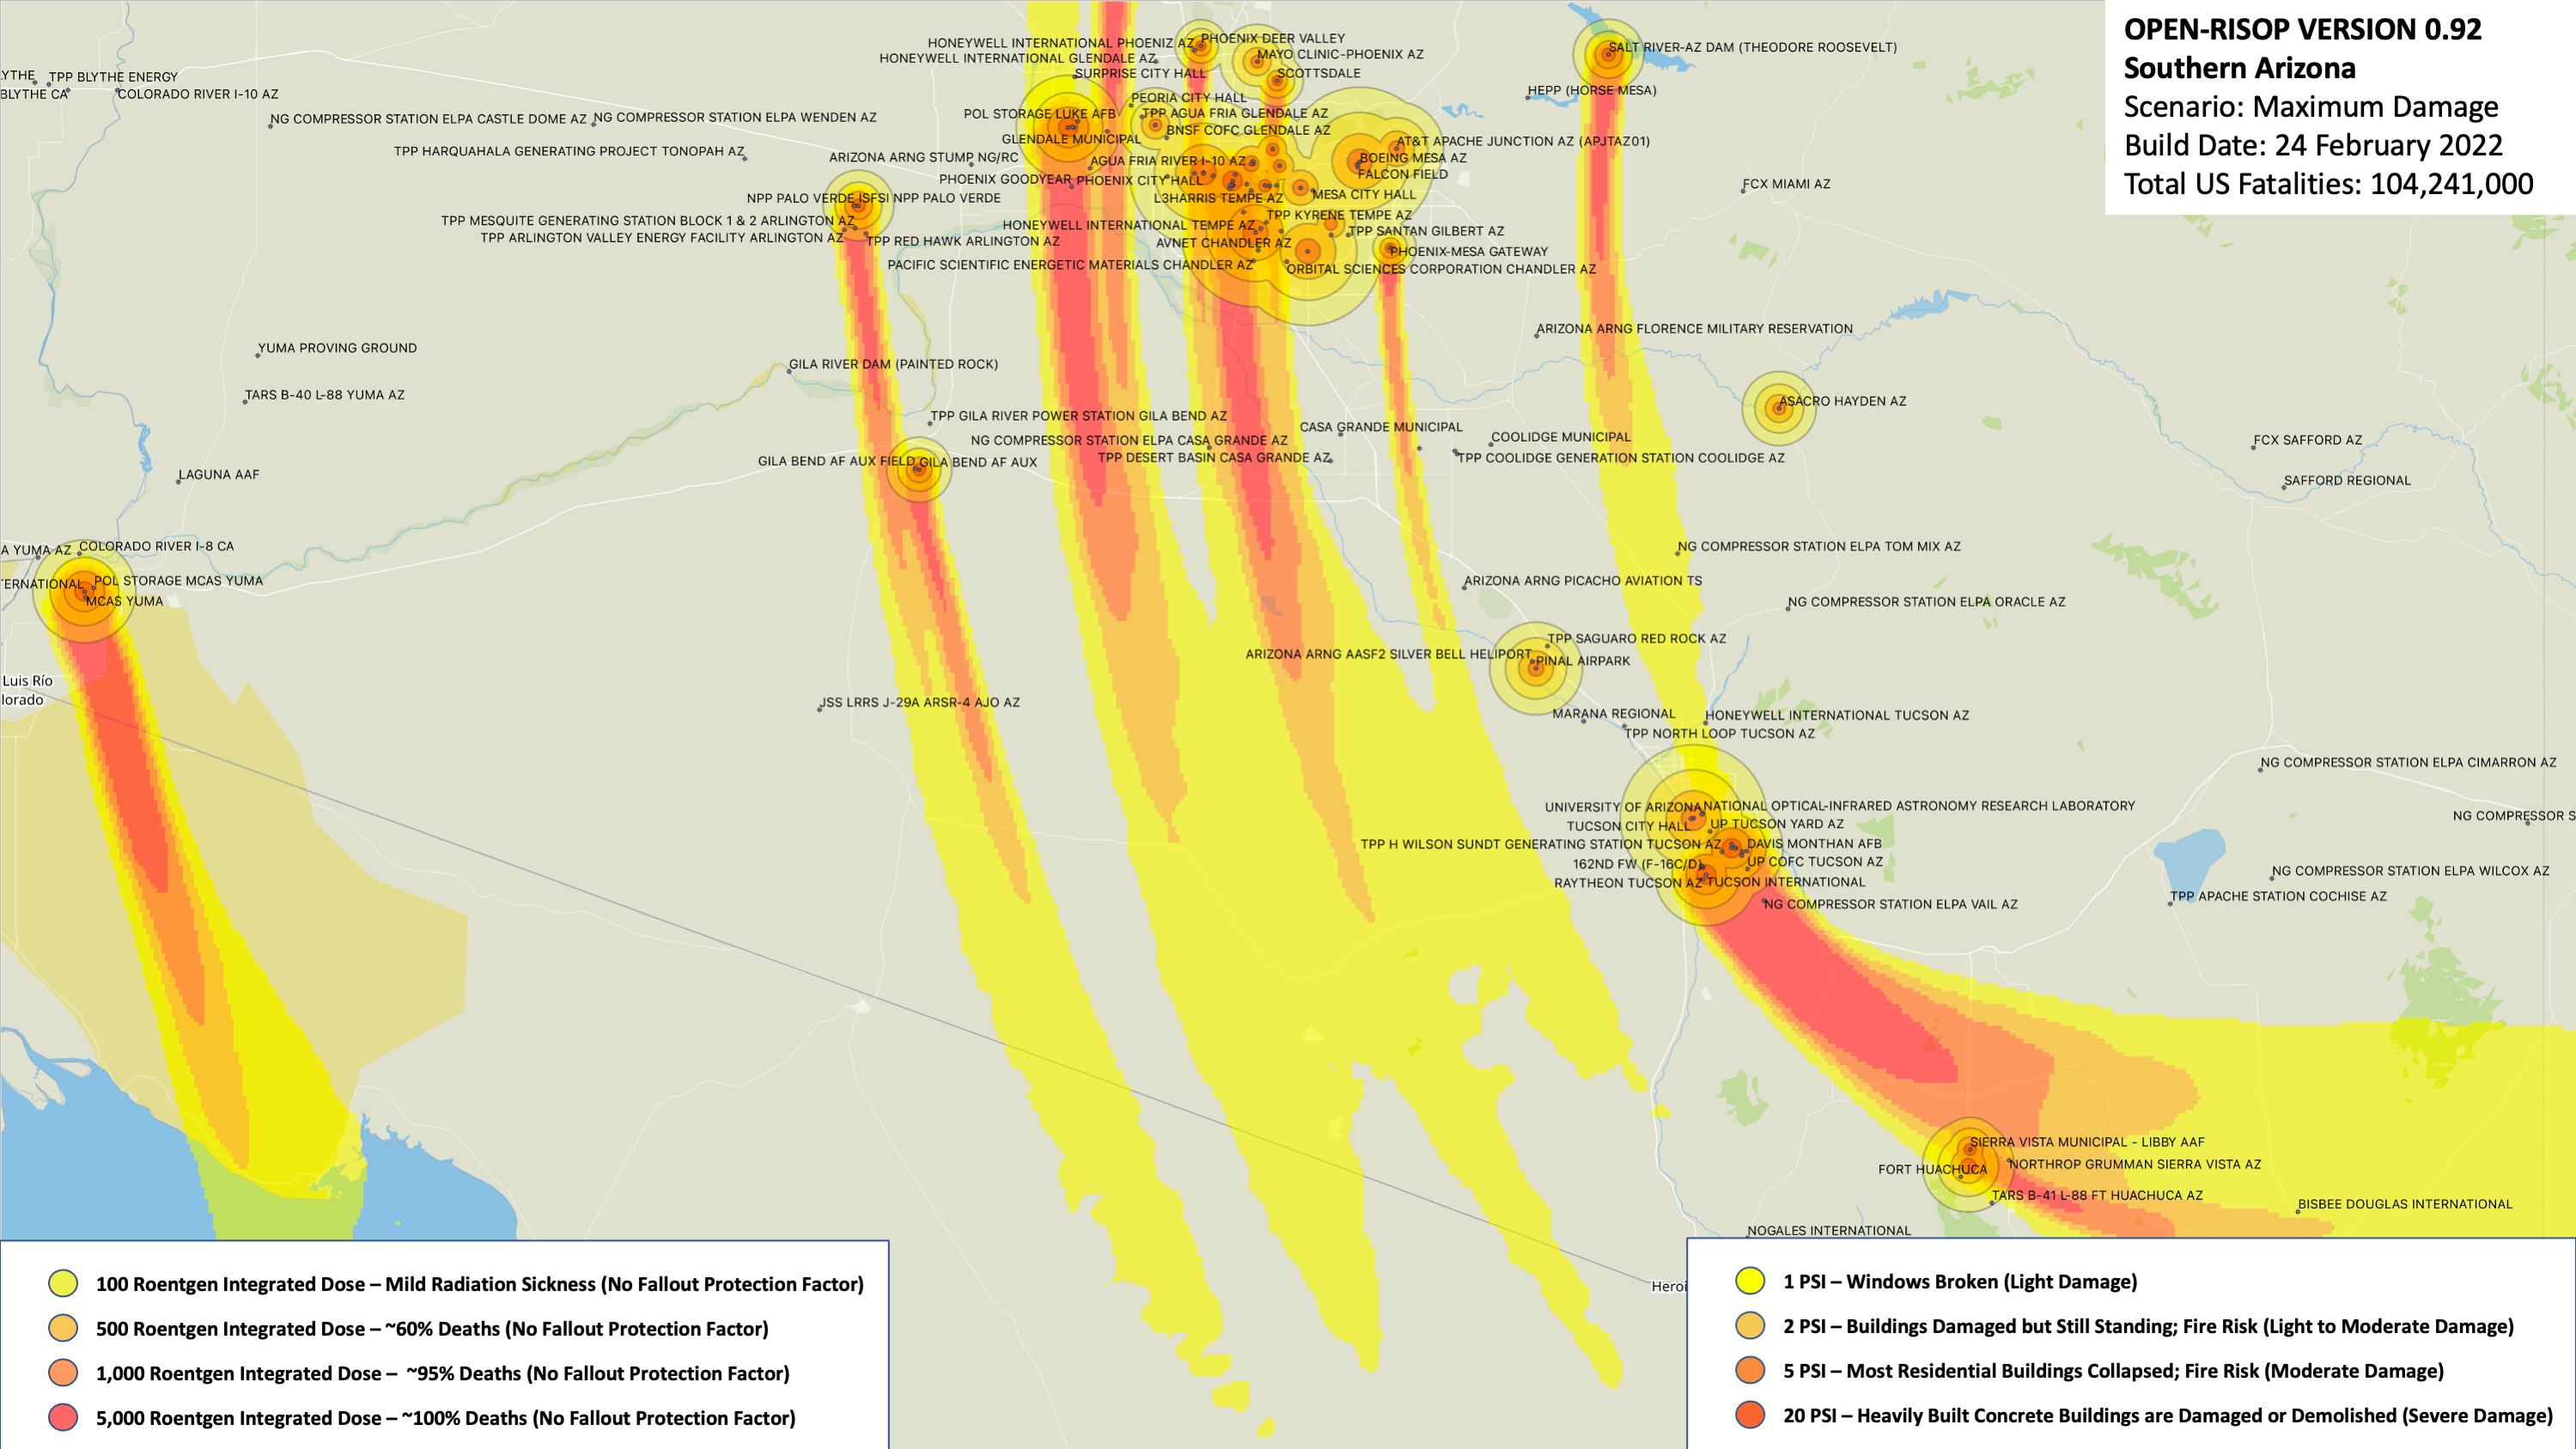 OPEN-RISOP VERSION 0.92
Southern Arizona
Scenario: Maximum Damage
Build Date: 24 February 2022
Total US Fatalities: 104,241,000
HONEYWELL INTERNATIONAL PHOENIZ AZ
PHOENIX DEER VALLEY
HONEYWELL INTERNATIONAL GLENDALE AZ
MAYO CLINIC-PHOENIX AZ
SALT RIVER-AZ DAM (THEODORE ROOSEVELT)
SURPRISE CITY HALL
SCOTTSDALE
YTHE
TPP BLYTHE ENERGY
BLYTHE CA
COLORADO RIVER I-10 AZ
HEPP (HORSE MESA)
PEORIA CITY HALL
POL STORAGE LUKE AFB
TPP AGUA FRIA GLENDALE AZ
NG COMPRESSOR STATION ELPA CASTLE DOME AZ
NG COMPRESSOR STATION ELPA WENDEN AZ
BNSF COFC GLENDALE AZ
GLENDALE MUNICIPAL
AT&T APACHE JUNCTION AZ (APJTAZ01)
TPP HARQUAHALA GENERATING PROJECT TONOPAH AZ
ARIZONA ARNG STUMP NG/RC
AGUA FRIA RIVER I-10 AZ
BOEING MESA AZ
FALCON FIELD
PHOENIX GOODYEAR
PHOENIX CITY HALL
FCX MIAMI AZ
NPP PALO VERDE
ISFSI NPP PALO VERDE
L3HARRIS TEMPE AZ
MESA CITY HALL
TPP MESQUITE GENERATING STATION BLOCK 1 & 2 ARLINGTON AZ
HONEYWELL INTERNATIONAL TEMPE AZ
TPP KYRENE TEMPE AZ
TPP SANTAN GILBERT AZ
TPP ARLINGTON VALLEY ENERGY FACILITY ARLINGTON AZ
TPP RED HAWK ARLINGTON AZ
AVNET CHANDLER AZ
PHOENIX-MESA GATEWAY
PACIFIC SCIENTIFIC ENERGETIC MATERIALS CHANDLER AZ
ORBITAL SCIENCES CORPORATION CHANDLER AZ
ARIZONA ARNG FLORENCE MILITARY RESERVATION
YUMA PROVING GROUND
GILA RIVER DAM (PAINTED ROCK)
TARS B-40 L-88 YUMA AZ
ASACRO HAYDEN AZ
TPP GILA RIVER POWER STATION GILA BEND AZ
CASA GRANDE MUNICIPAL
NG COMPRESSOR STATION ELPA CASA GRANDE AZ
COOLIDGE MUNICIPAL
FCX SAFFORD AZ
GILA BEND AF AUX FIELD
GILA BEND AF AUX
TPP DESERT BASIN CASA GRANDE AZ
TPP COOLIDGE GENERATION STATION COOLIDGE AZ
LAGUNA AAF
SAFFORD REGIONAL
A YUMA AZ
COLORADO RIVER I-8 CA
NG COMPRESSOR STATION ELPA TOM MIX AZ
TERNATIONAL
POL STORAGE MCAS YUMA
MCAS YUMA
ARIZONA ARNG PICACHO AVIATION TS
NG COMPRESSOR STATION ELPA ORACLE AZ
TPP SAGUARO RED ROCK AZ
ARIZONA ARNG AASF2 SILVER BELL HELIPORT
PINAL AIRPARK
Luis Río
lorado
JSS LRRS J-29A ARSR-4 AJO AZ
MARANA REGIONAL
HONEYWELL INTERNATIONAL TUCSON AZ
TPP NORTH LOOP TUCSON AZ
NG COMPRESSOR STATION ELPA CIMARRON AZ
UNIVERSITY OF ARIZONA
NATIONAL OPTICAL-INFRARED ASTRONOMY RESEARCH LABORATORY
NG COMPRESSOR S
TUCSON CITY HALL
UP TUCSON YARD AZ
TPP H WILSON SUNDT GENERATING STATION TUCSON AZ
DAVIS MONTHAN AFB
162ND FW (F-16C/D)
UP COFC TUCSON AZ
RAYTHEON TUCSON AZ
TUCSON INTERNATIONAL
NG COMPRESSOR STATION ELPA WILCOX AZ
NG COMPRESSOR STATION ELPA VAIL AZ
TPP APACHE STATION COCHISE AZ
SIERRA VISTA MUNICIPAL - LIBBY AAF
FORT HUACHUCA
NORTHROP GRUMMAN SIERRA VISTA AZ
TARS B-41 L-88 FT HUACHUCA AZ
BISBEE DOUGLAS INTERNATIONAL
NOGALES INTERNATIONAL
Heroi
100 Roentgen Integrated Dose – Mild Radiation Sickness (No Fallout Protection Factor)
500 Roentgen Integrated Dose – ~60% Deaths (No Fallout Protection Factor)
1,000 Roentgen Integrated Dose – ~95% Deaths (No Fallout Protection Factor)
5,000 Roentgen Integrated Dose – ~100% Deaths (No Fallout Protection Factor)
1 PSI – Windows Broken (Light Damage)
2 PSI – Buildings Damaged but Still Standing; Fire Risk (Light to Moderate Damage)
5 PSI – Most Residential Buildings Collapsed; Fire Risk (Moderate Damage)
20 PSI – Heavily Built Concrete Buildings are Damaged or Demolished (Severe Damage)